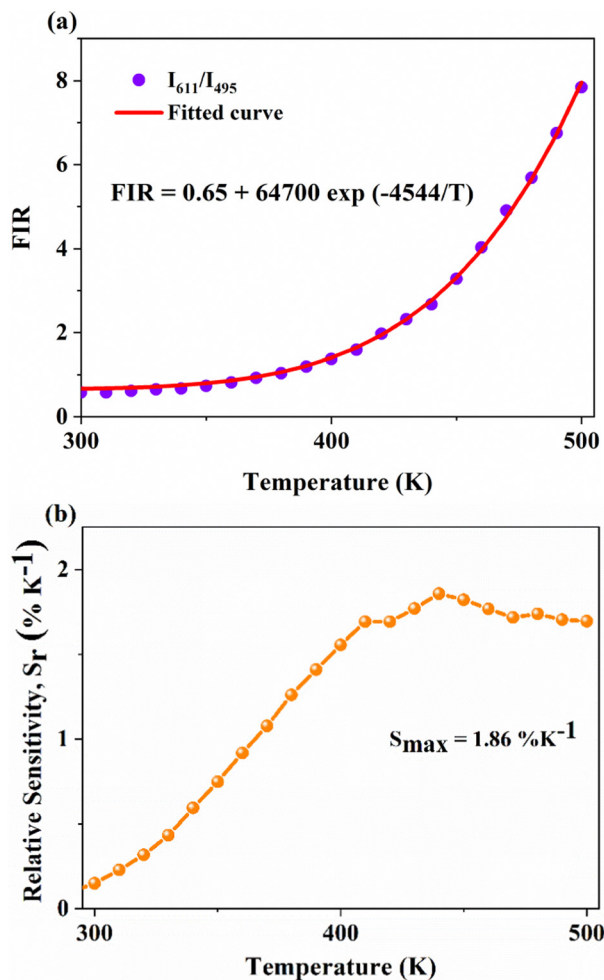 (a)
I₆₁₁/I₄₉₅
Fitted curve
FIR = 0.65 + 64700 exp (-4544/T)
FIR
8
6
4
2
0
300
400
500
Temperature (K)
(b)
Relative Sensitivity, Sr (% K⁻¹)
2
1
0
Smax = 1.86 %K⁻¹
300
400
500
Temperature (K)